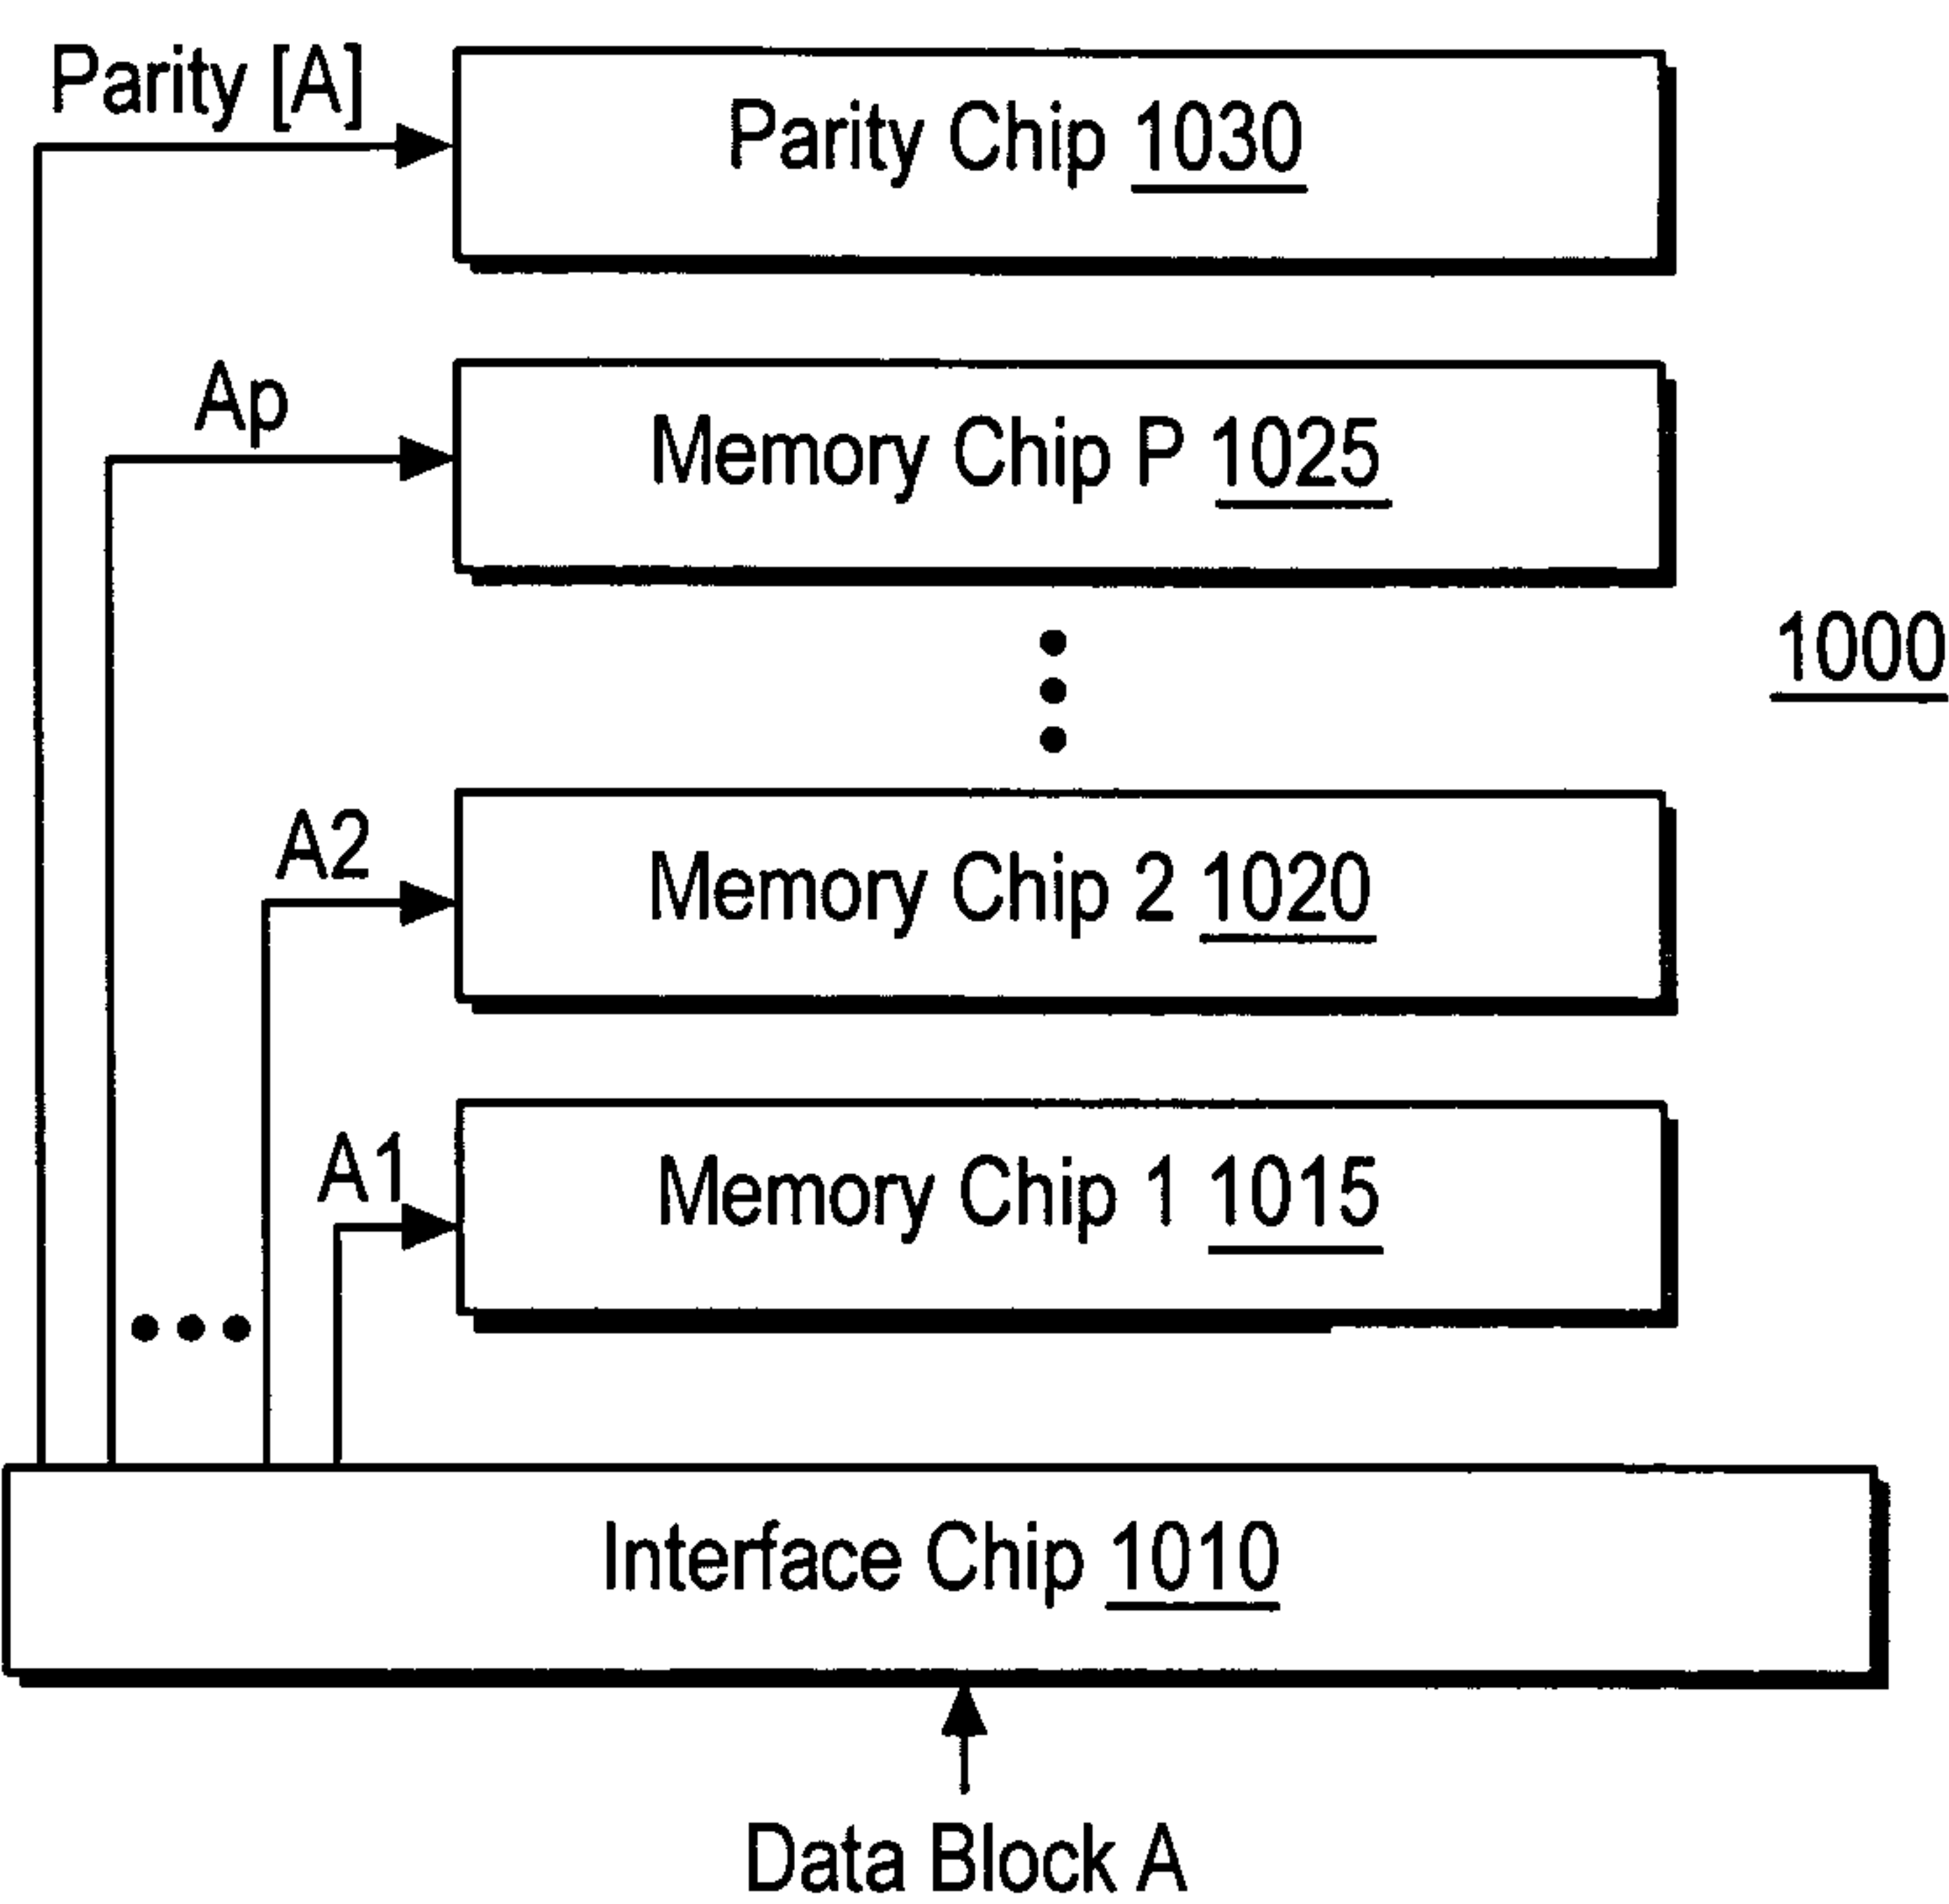 Parity [A]
Parity Chip 1030
Ap
Memory Chip P 1025
1000
A2
Memory Chip 2 1020
A1
Memory Chip 1 1015
Interface Chip 1010
Data Block A